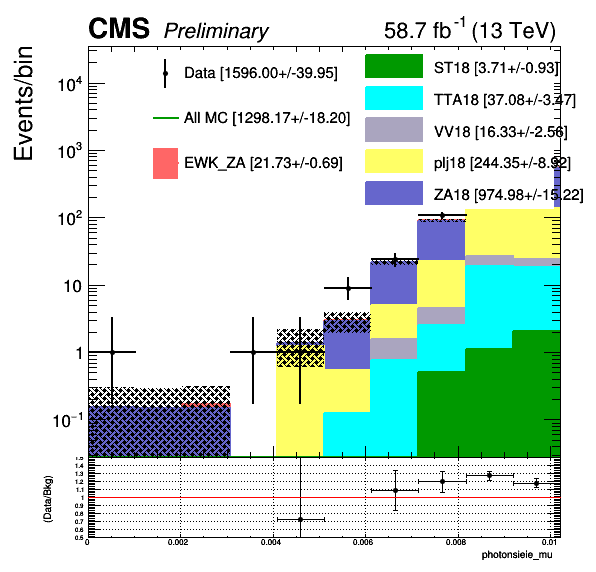 CMS Preliminary 58.7 fb⁻¹ (13 TeV)
Events/bin
10⁴
10³
10²
10
1
10⁻¹
Data [1596.00+/-39.95]
All MC [1298.17+/-18.20]
EWK_ZA [21.73+/-0.69]
ST18 [3.71+/-0.93]
TTA18 [37.08+/-3.47]
VV18 [16.33+/-2.56]
plj18 [244.35+/-8.92]
ZA18 [974.98+/-15.22]
(Data/Bkg)
1.5
1.4
1.3
1.2
1.1
1
0.9
0.8
0.7
0.6
0.5
0 0.002 0.004 0.006 0.008 0.01
photonsieie_mu